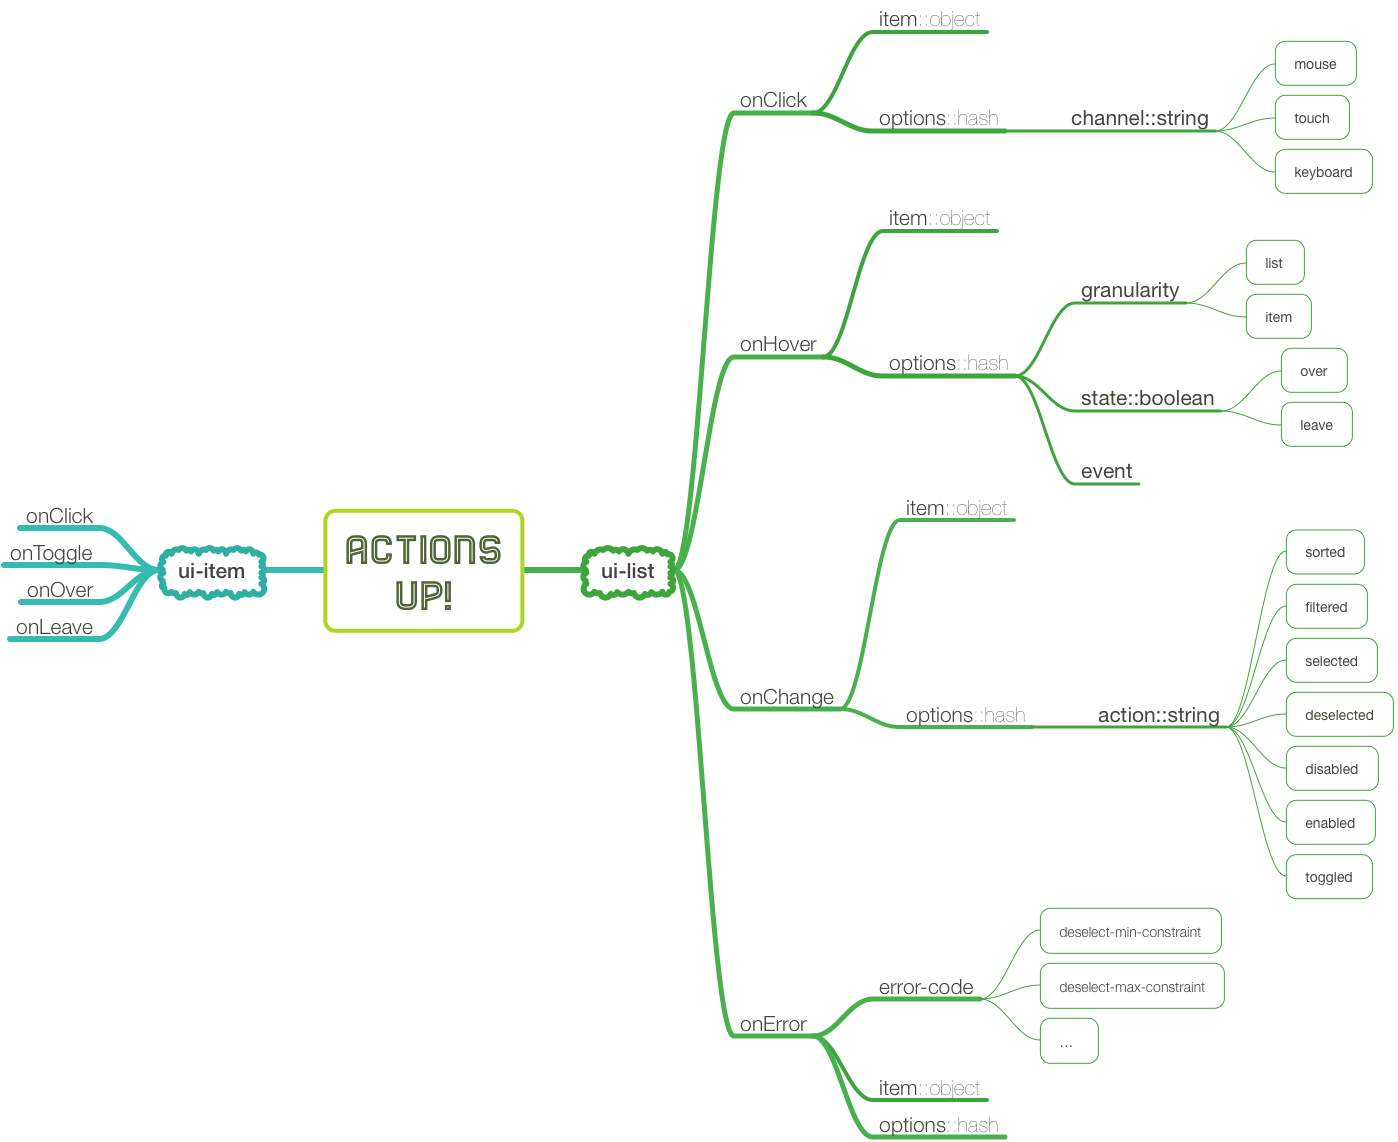 ACTIONS
UP!
ui-item
onClick
onToggle
onOver
onLeave
ui-list
onClick
item::object
options::hash
channel::string
mouse
touch
keyboard
onHover
item::object
options::hash
granularity
list
item
state::boolean
over
leave
event
onChange
item::object
options::hash
action::string
sorted
filtered
selected
deselected
disabled
enabled
toggled
onError
error-code
deselect-min-constraint
deselect-max-constraint
...
item::object
options::hash